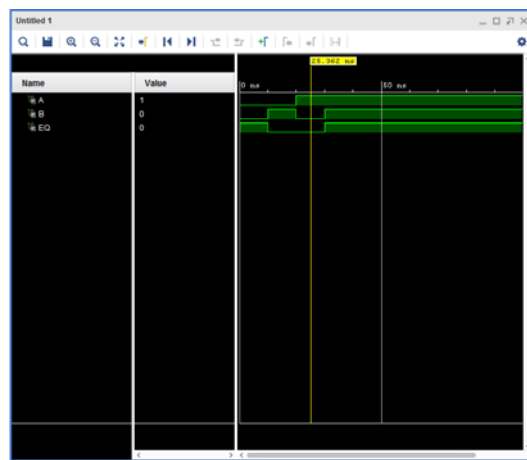 Untitled 1
25.362 ns
Name Value
0 ns 50 ns
A 1
B 0
EQ 0